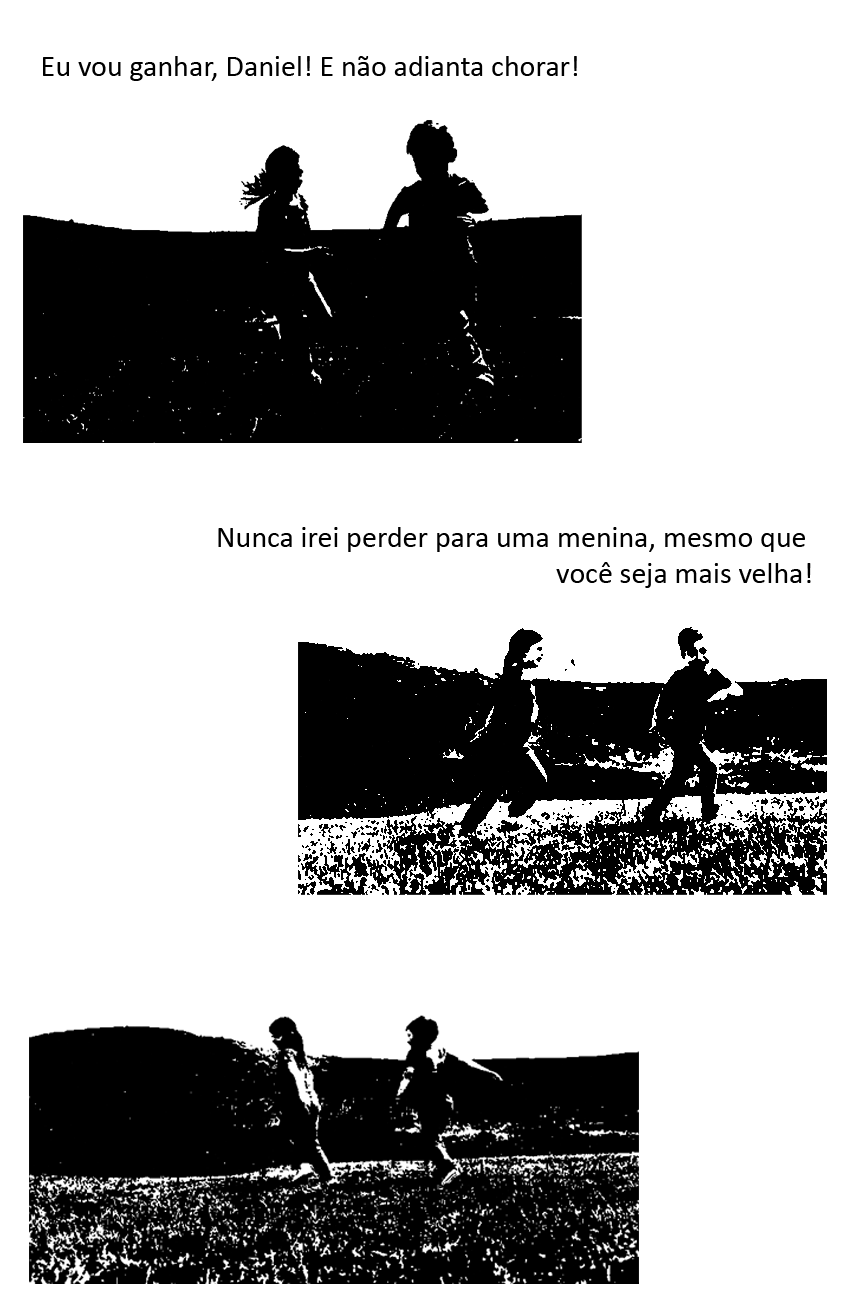 Eu vou ganhar, Daniel! E não adianta chorar!
Nunca irei perder para uma menina, mesmo que
você seja mais velha!